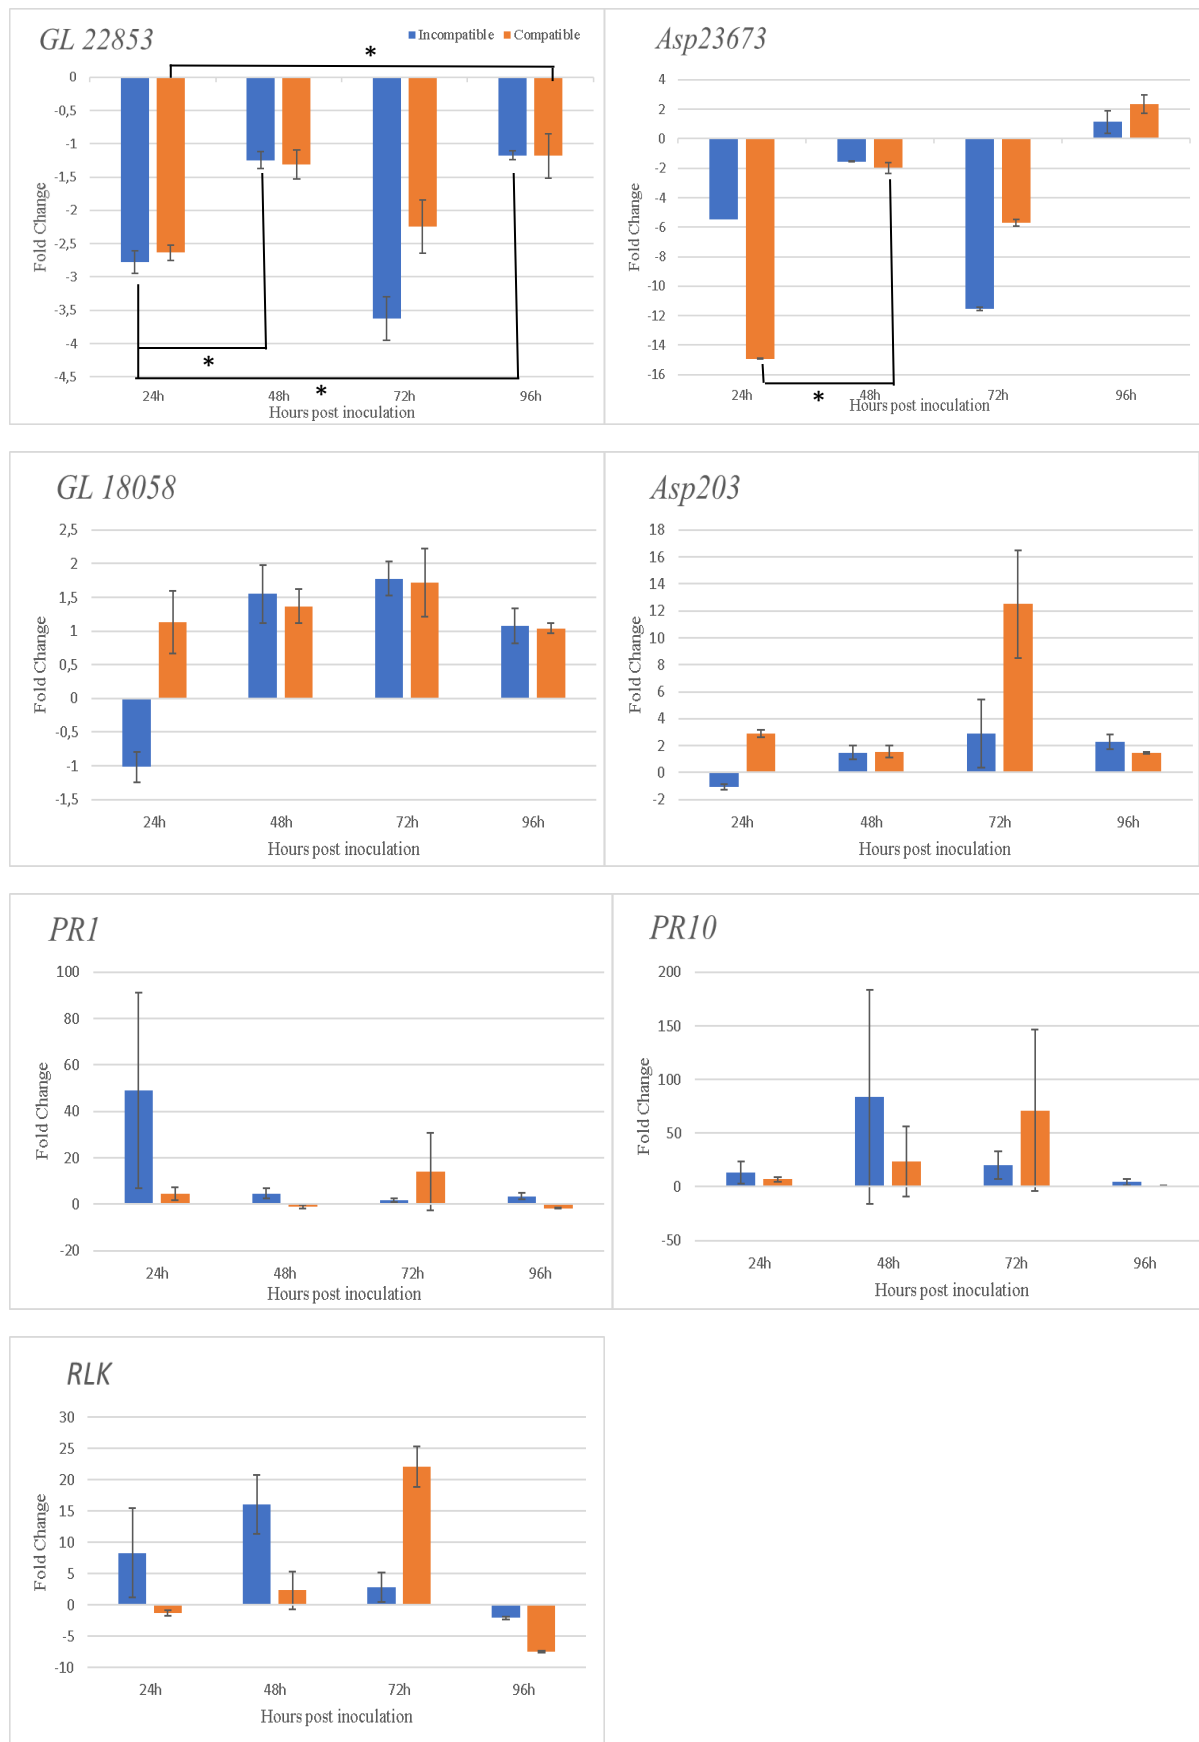 GL 22853
Incompatible Compatible
*
0
-0,5
-1
-1,5
-2
-2,5
-3
-3,5
-4
-4,5
Fold Change
*
*
24h 48h 72h 96h
Hours post inoculation
Asp23673
4
2
0
-2
-4
-6
-8
-10
-12
-14
-16
Fold Change
24h 48h 72h 96h
*
Hours post inoculation
GL 18058
2,5
2
1,5
1
0,5
0
-0,5
-1
-1,5
Fold Change
24h 48h 72h 96h
Hours post inoculation
Asp203
18
16
14
12
10
8
6
4
2
0
-2
Fold Change
24h 48h 72h 96h
Hours post inoculation
PR1
100
80
60
40
20
0
-20
Fold Change
24h 48h 72h 96h
Hours post inoculation
PR10
200
150
100
50
0
-50
Fold Change
24h 48h 72h 96h
Hours post inoculation
RLK
30
25
20
15
10
5
0
-5
-10
Fold Change
24h 48h 72h 96h
Hours post inoculation